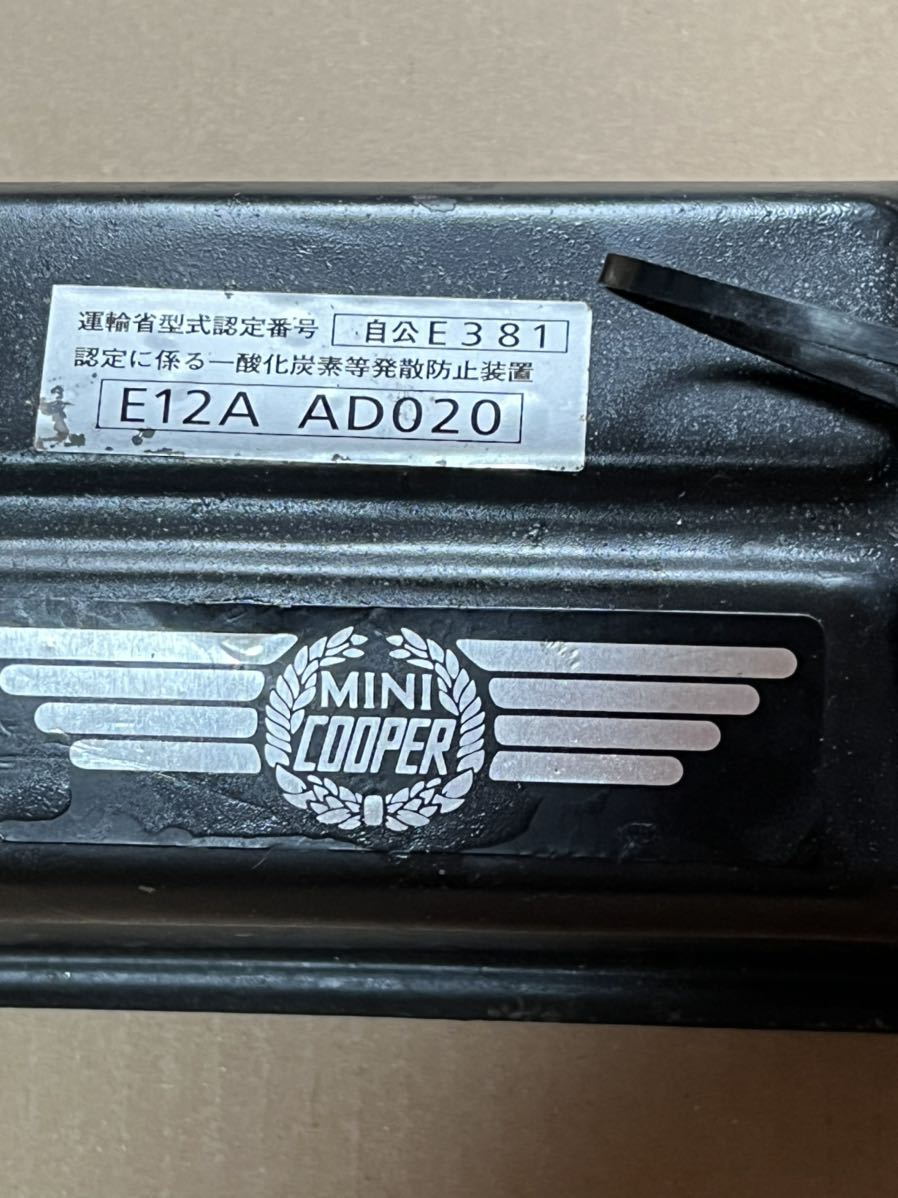 運輸省型式認定番号 自公E381
認定に係る一酸化炭素等発散防止装置
E12A AD020
MINI
COOPER